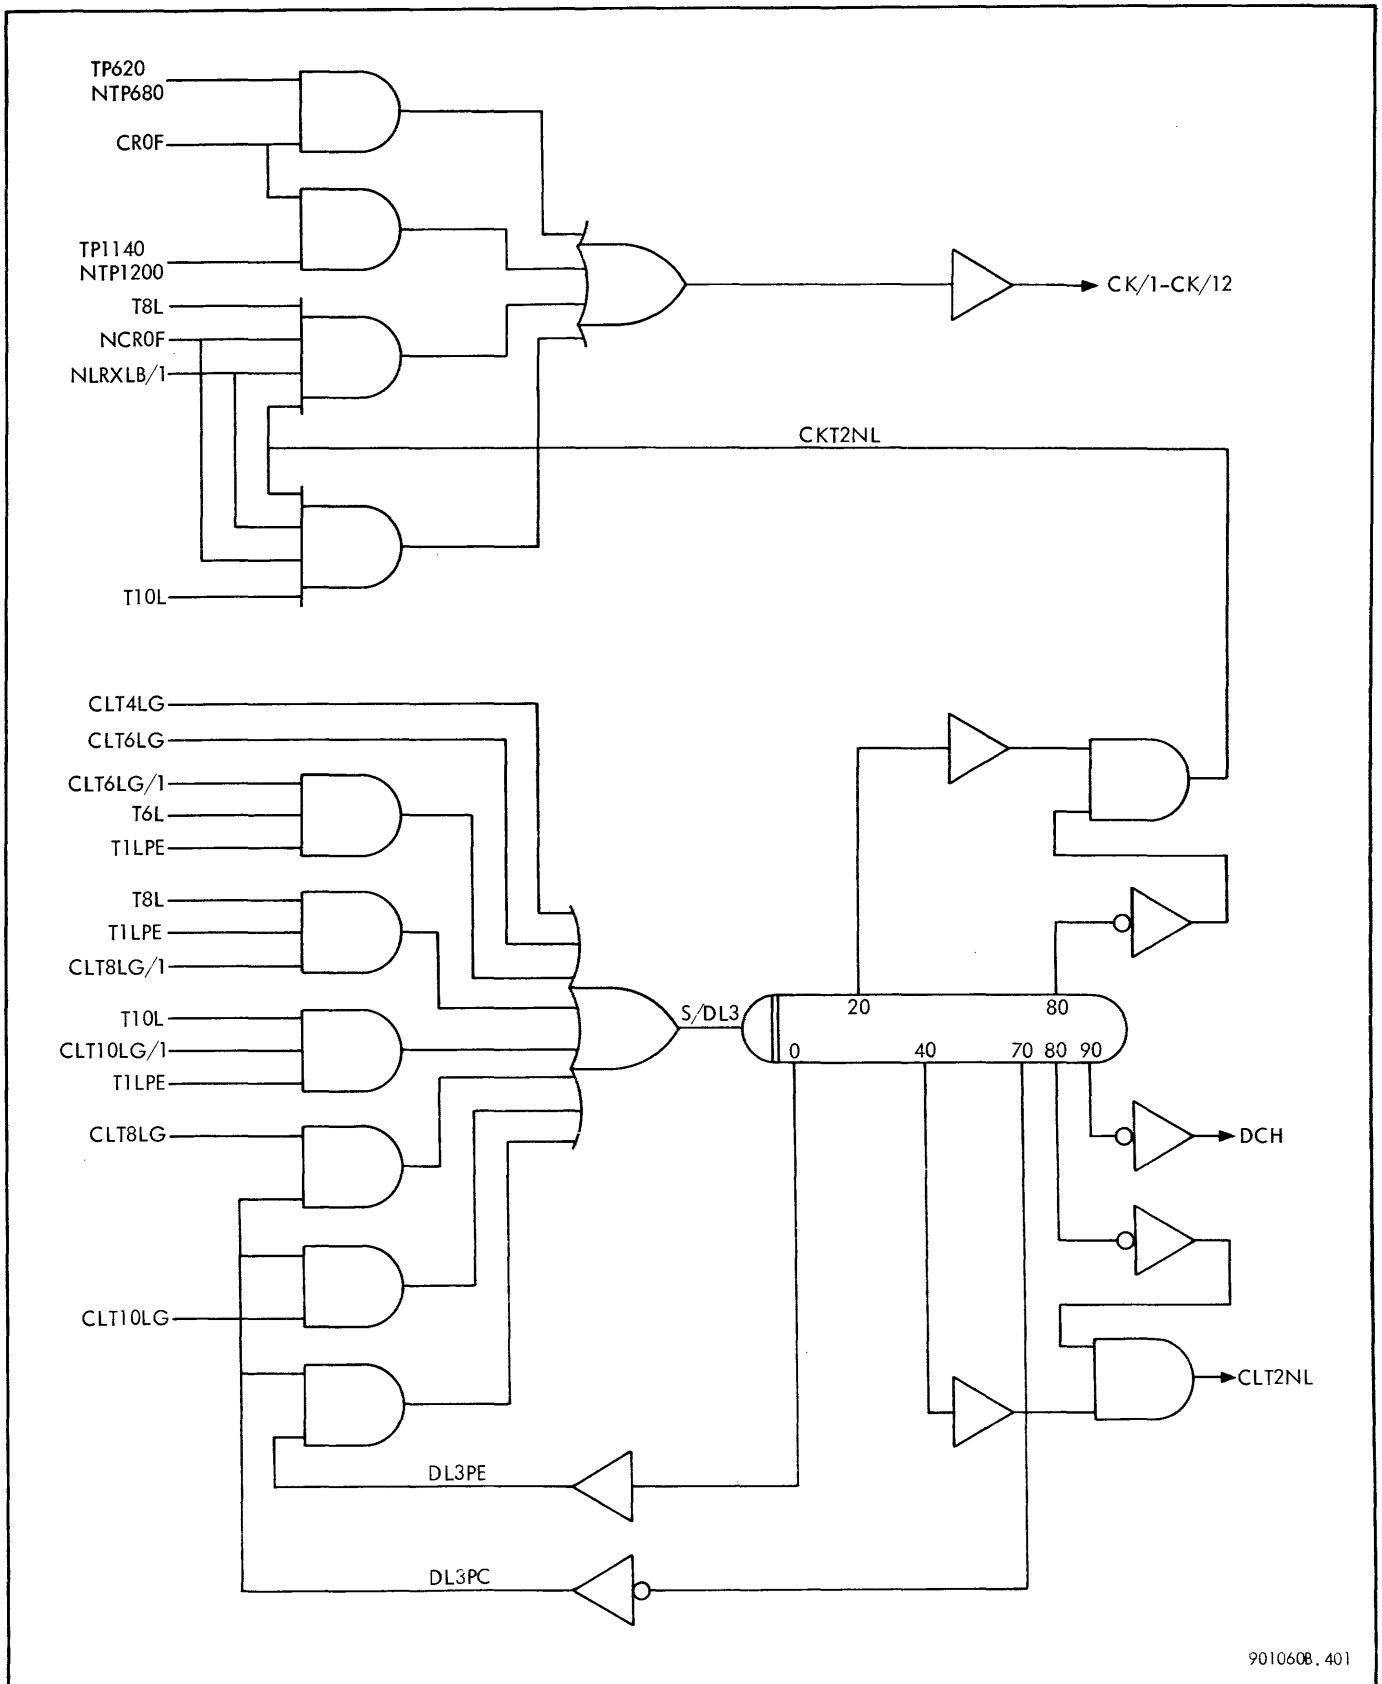 TP620
NTP680
CR0F
TP1140
NTP1200
T8L
NCR0F
NLRXLB/1
CK/1-CK/12
CKT2NL
T10L
CLT4LG
CLT6LG
CLT6LG/1
T6L
T1LPE
T8L
T1LPE
CLT8LG/1
T10L
CLT10LG/1
T1LPE
S/DL3
20
80
0
40
70
80
90
CLT8LG
DCH
CLT10LG
CLT2NL
DL3PE
DL3PC
901060B.401